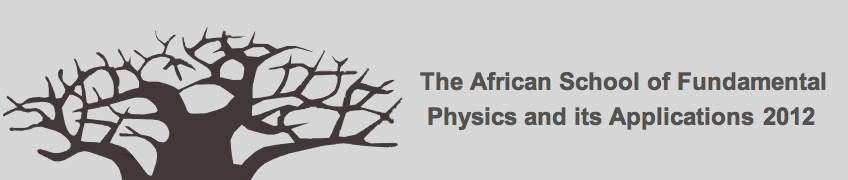 The African School of Fundamental
Physics and its Applications 2012